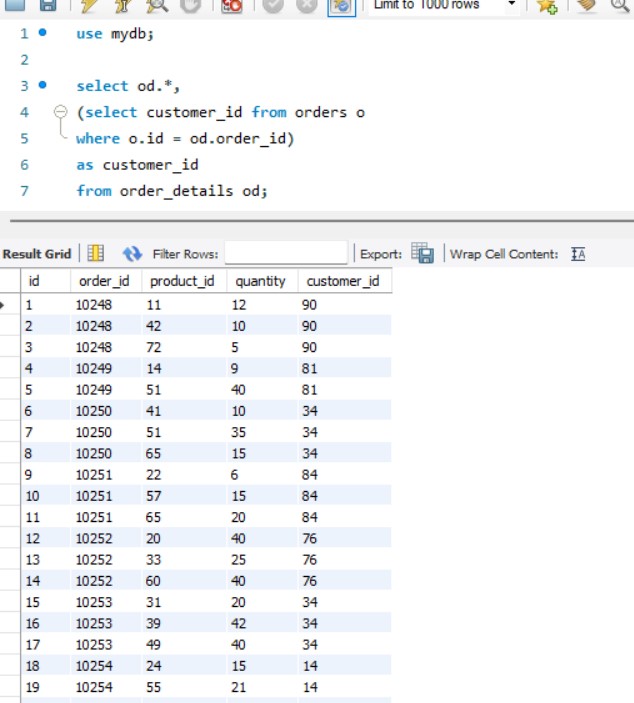 Limit to 1000 rows
1 use mydb;
2
3 select od.*,
4 (select customer_id from orders o
5 where o.id = od.order_id)
6 as customer_id
7 from order_details od;
Result Grid Filter Rows: Export: Wrap Cell Content: IA
id order_id product_id quantity customer_id
1 10248 11 12 90
2 10248 42 10 90
3 10248 72 5 90
4 10249 14 9 81
5 10249 51 40 81
6 10250 41 10 34
7 10250 51 35 34
8 10250 65 15 34
9 10251 22 6 84
10 10251 57 15 84
11 10251 65 20 84
12 10252 20 40 76
13 10252 33 25 76
14 10252 60 40 76
15 10253 31 20 34
16 10253 39 42 34
17 10253 49 40 34
18 10254 24 15 14
19 10254 55 21 14